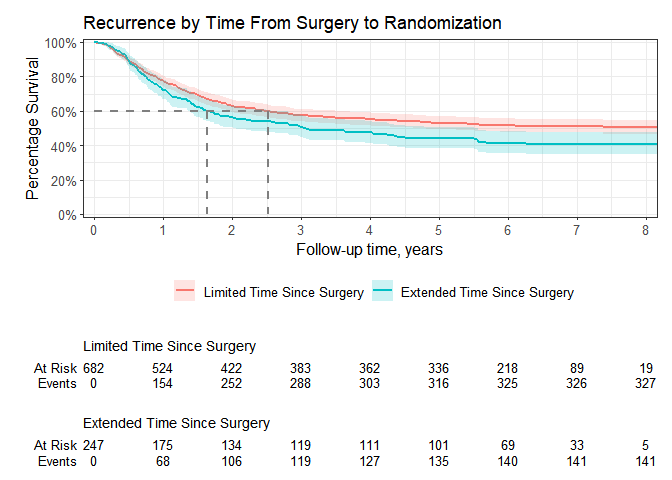 Recurrence by Time From Surgery to Randomization
Percentage Survival
100%
80%
60%
40%
20%
0%
0 1 2 3 4 5 6 7 8
Follow-up time, years
Limited Time Since Surgery Extended Time Since Surgery
Limited Time Since Surgery
At Risk 682 524 422 383 362 336 218 89 19
Events 0 154 252 288 303 316 325 326 327
Extended Time Since Surgery
At Risk 247 175 134 119 111 101 69 33 5
Events 0 68 106 119 127 135 140 141 141